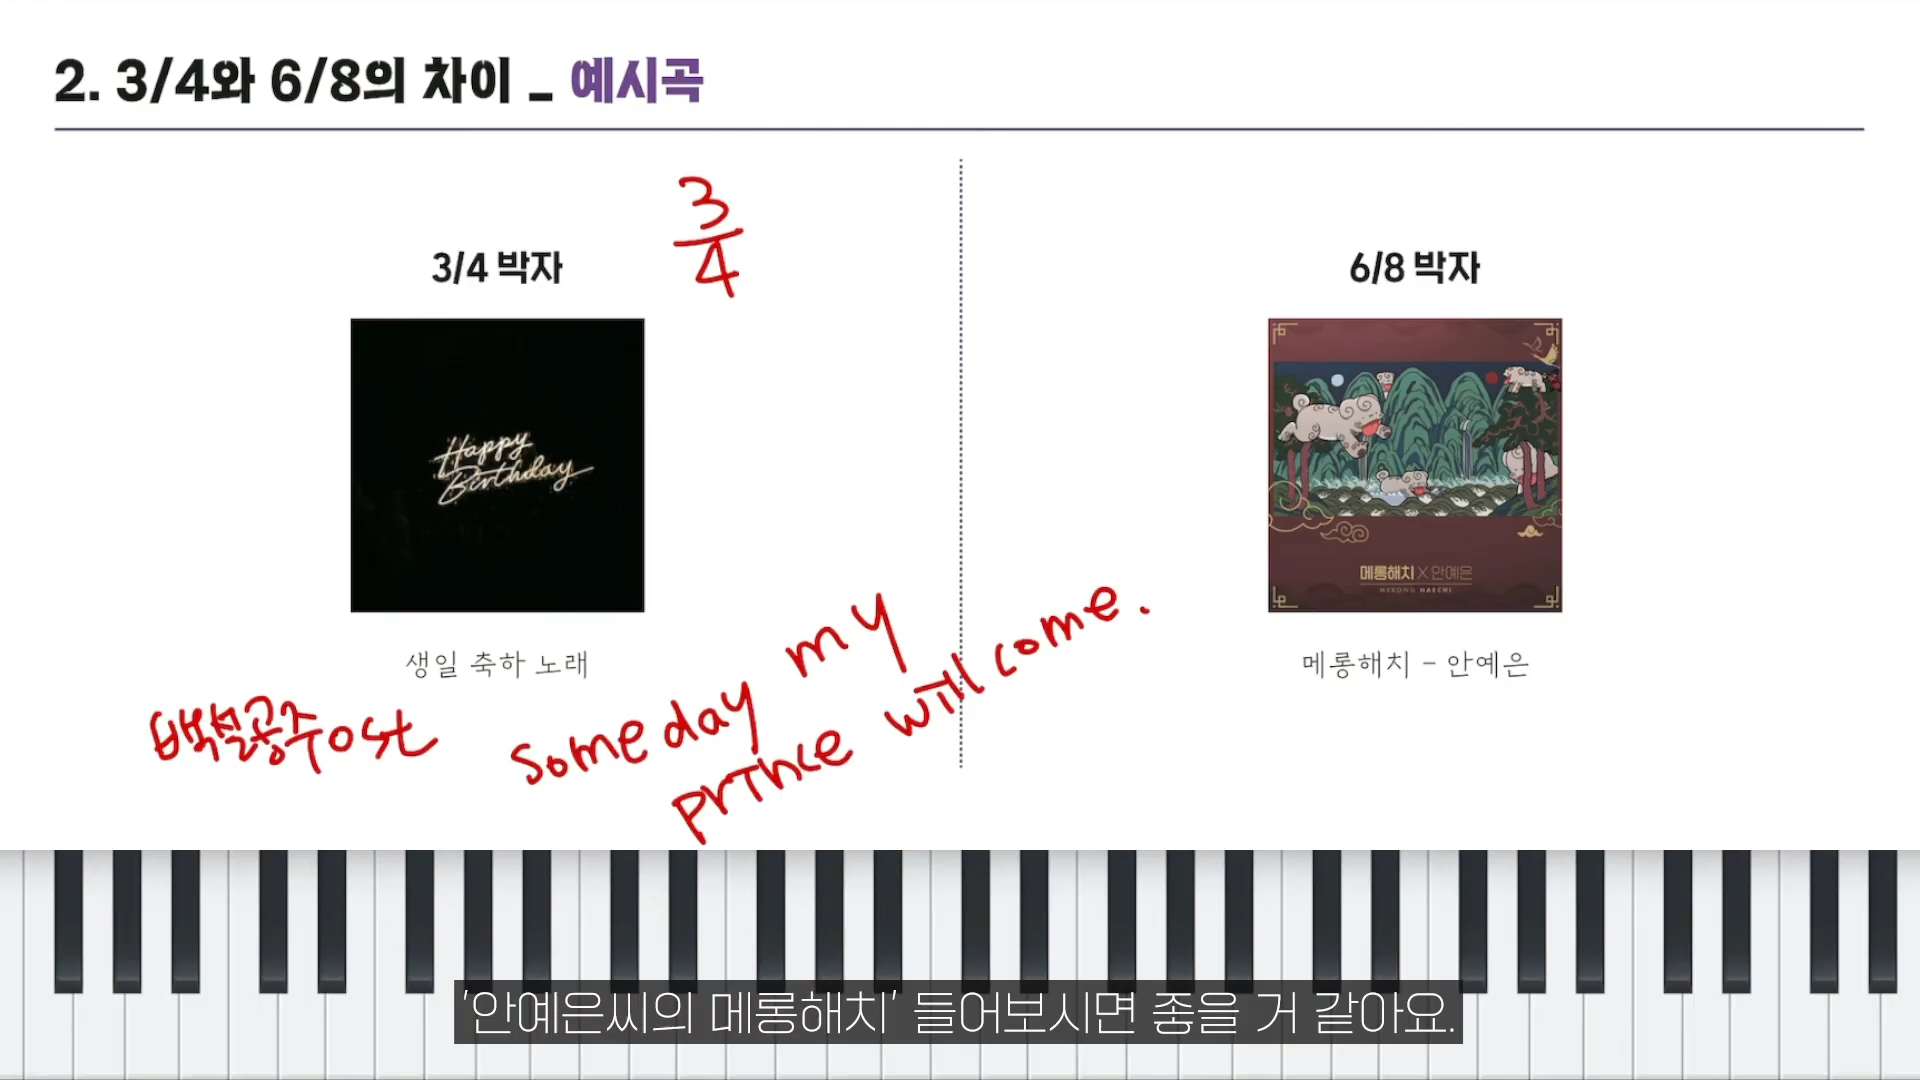 2. 3/4와 6/8의 차이 _ 예시곡
3
4
3/4 박자
Happy
Birthday
생일 축하 노래
백설공주ost
Someday my
prince will come.
6/8 박자
메롱해치 X 안예은
MERONG HAECHI
메롱해치 - 안예은
'안예은씨의 메롱해치' 들어보시면 좋을 거 같아요.